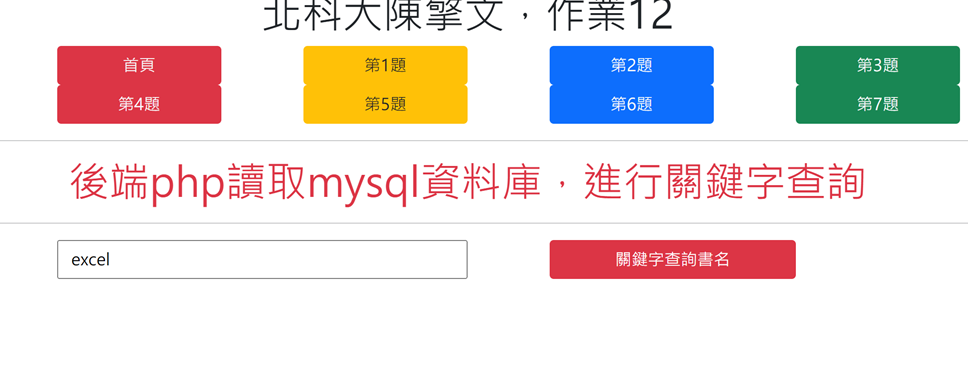 北科大陳擎文，作業12
首頁 第1題 第2題 第3題
第4題 第5題 第6題 第7題
後端php讀取mysql資料庫，進行關鍵字查詢
excel 關鍵字查詢書名